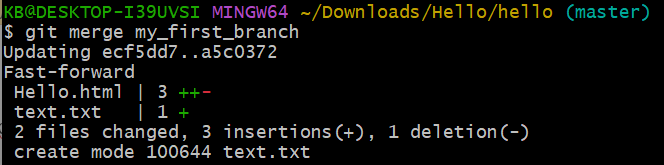 KB@DESKTOP-I39UVSI MINGW64 ~/Downloads/Hello/hello (master)
$ git merge my_first_branch
Updating ecf5dd7..a5c0372
Fast-forward
 Hello.html | 3 ++-
 text.txt   | 1 +
 2 files changed, 3 insertions(+), 1 deletion(-)
 create mode 100644 text.txt